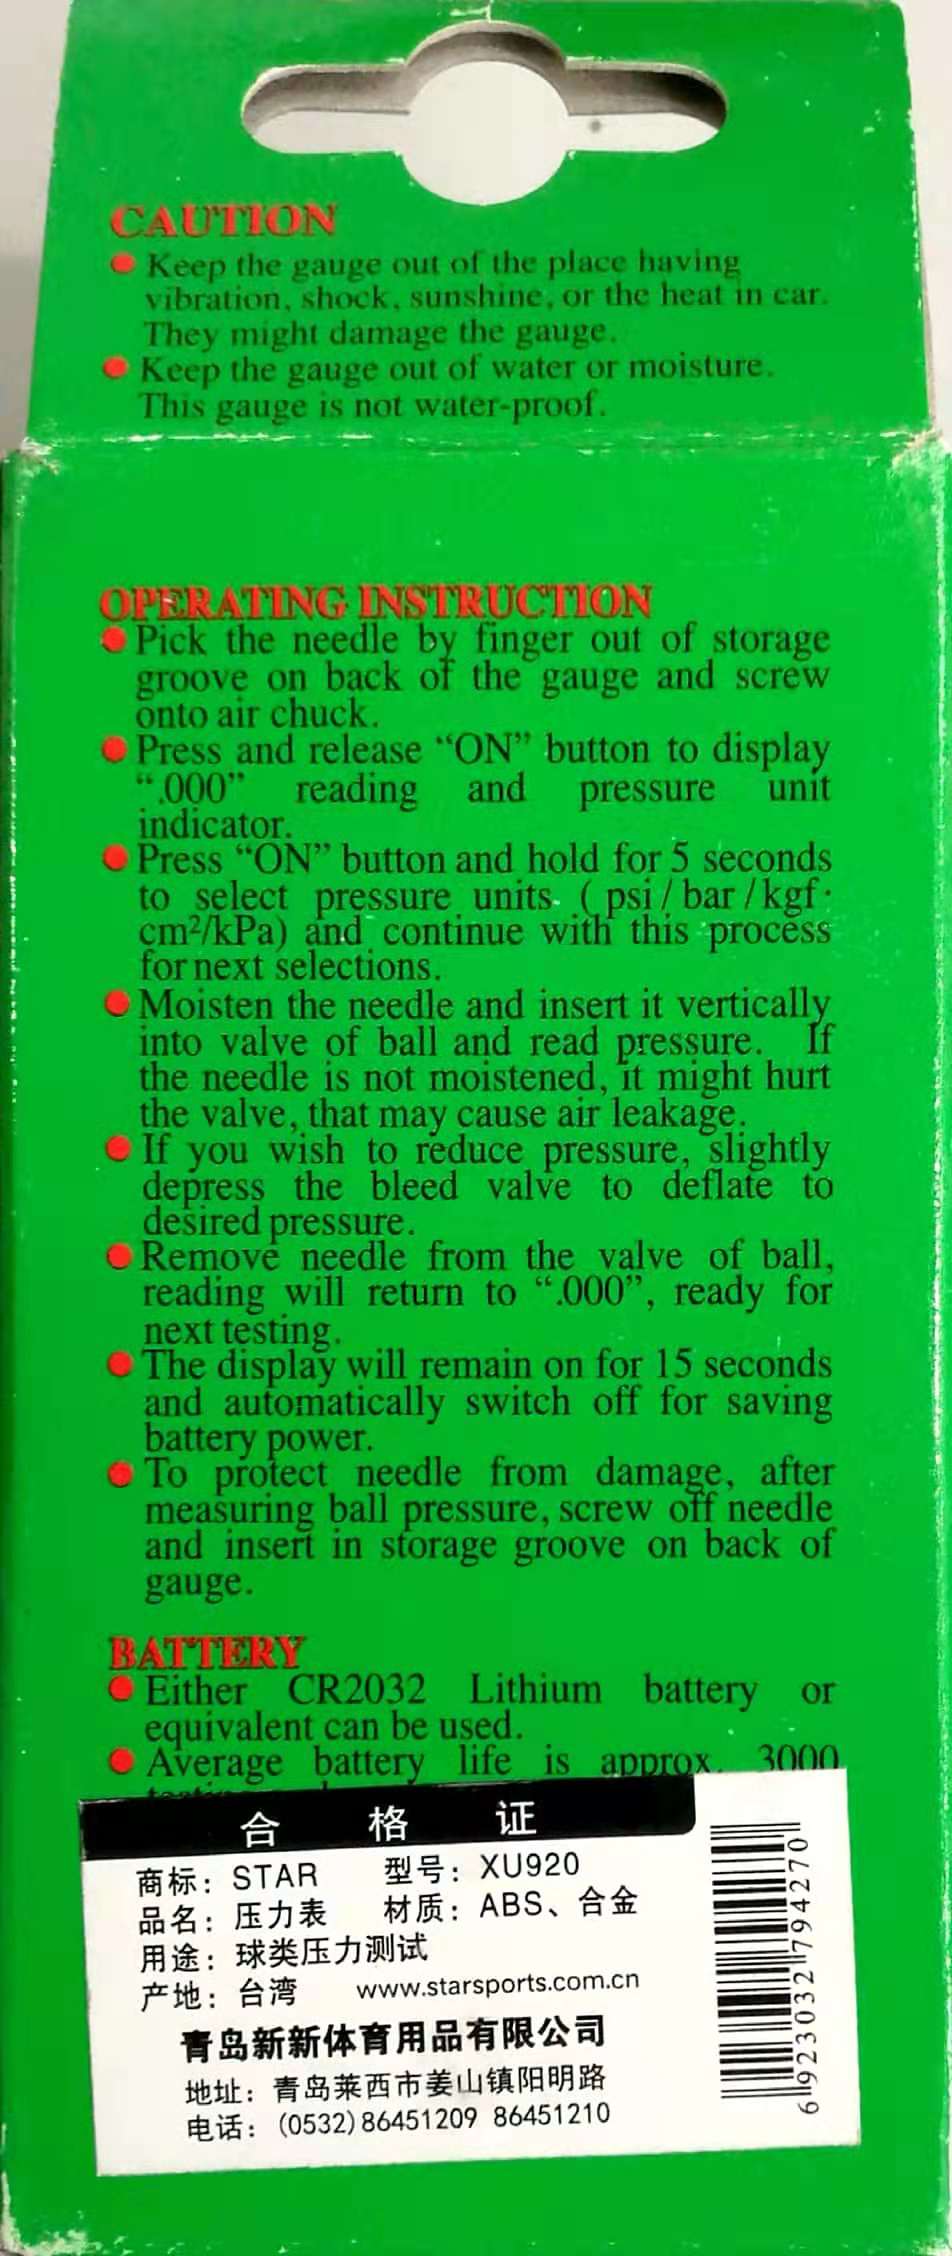 CAUTION
● Keep the gauge out of the place having
vibration, shock, sunshine, or the heat in car.
They might damage the gauge.
● Keep the gauge out of water or moisture.
This gauge is not water-proof.
OPERATING INSTRUCTION
● Pick the needle by finger out of storage
groove on back of the gauge and screw
onto air chuck.
● Press and release “ON” button to display
“.000” reading and pressure unit
indicator.
● Press “ON” button and hold for 5 seconds
to select pressure units. ( psi / bar / kgf·
cm²/kPa) and continue with this process
for next selections.
● Moisten the needle and insert it vertically
into valve of ball and read pressure. If
the needle is not moistened, it might hurt
the valve, that may cause air leakage.
● If you wish to reduce pressure, slightly
depress the bleed valve to deflate to
desired pressure.
● Remove needle from the valve of ball,
reading will return to “.000”, ready for
next testing.
● The display will remain on for 15 seconds
and automatically switch off for saving
battery power.
● To protect needle from damage, after
measuring ball pressure, screw off needle
and insert in storage groove on back of
gauge.
BATTERY
● Either CR2032 Lithium battery or
equivalent can be used.
● Average battery life is approx. 3000
合 格 证
商标：STAR 型号：XU920
品名：压力表 材质：ABS、合金
用途：球类压力测试
产地：台湾 www.starsports.com.cn
青岛新新体育用品有限公司
地址：青岛莱西市姜山镇阳明路
电话：(0532)86451209 86451210
6 923032 794270